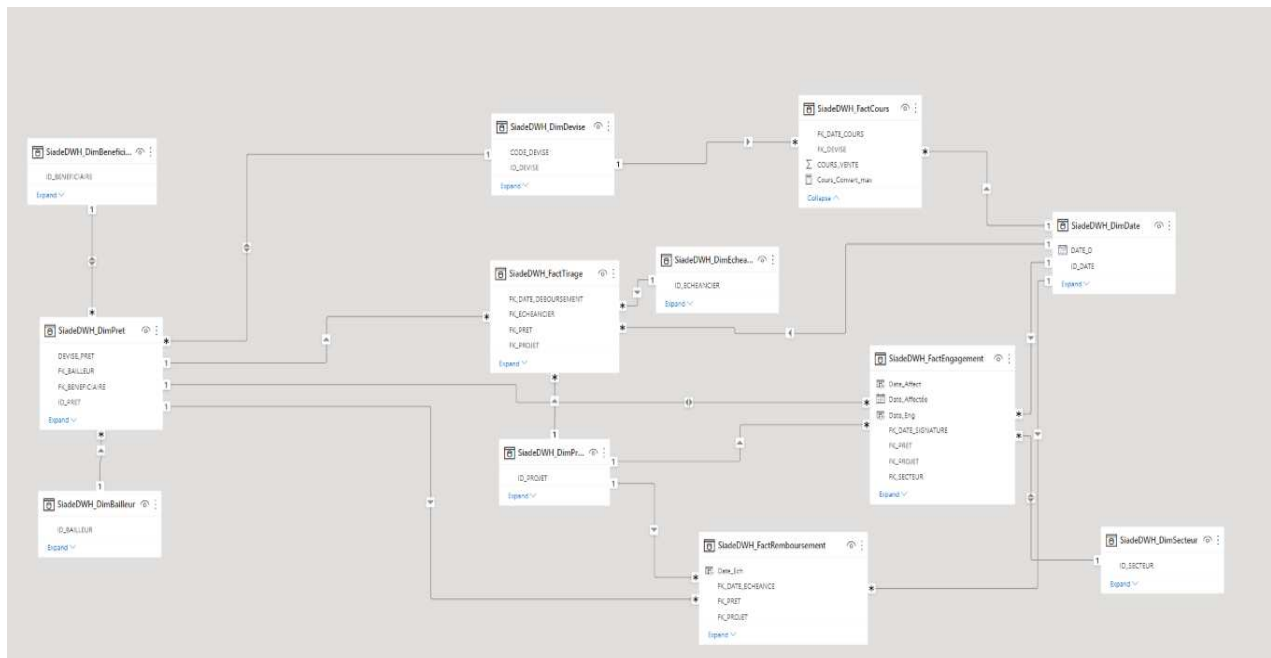 SiadeDWH_DimBenefici...
ID_BENEFICIAIRE
Expand
SiadeDWH_DimDevise
CODE_DEVISE
ID_DEVISE
Expand
SiadeDWH_FactCours
FK_DATE_COURS
FK_DEVISE
COURS_VENTE
Cours_Convert_max
Collapse
SiadeDWH_DimDate
DATE_D
ID_DATE
Expand
SiadeDWH_FactTirage
FK_DATE_DEBOURSEMENT
FK_ECHEANCIER
FK_PRET
FK_PROJET
Expand
SiadeDWH_DimEchea...
ID_ECHEANCIER
Expand
SiadeDWH_DimPret
DEVISE_PRET
FK_BAILLEUR
FK_BENEFICIAIRE
ID_PRET
Expand
SiadeDWH_FactEngagement
Date_Affect
Date_Eng
FK_DATE_SIGNATURE
FK_PRET
FK_PROJET
FK_SECTEUR
Expand
SiadeDWH_DimPr...
ID_PROJET
Expand
SiadeDWH_DimBailleur
ID_BAILLEUR
Expand
SiadeDWH_FactRemboursement
Date_Ech
FK_DATE_ECHEANCE
FK_PRET
FK_PROJET
Expand
SiadeDWH_DimSecteur
ID_SECTEUR
Expand